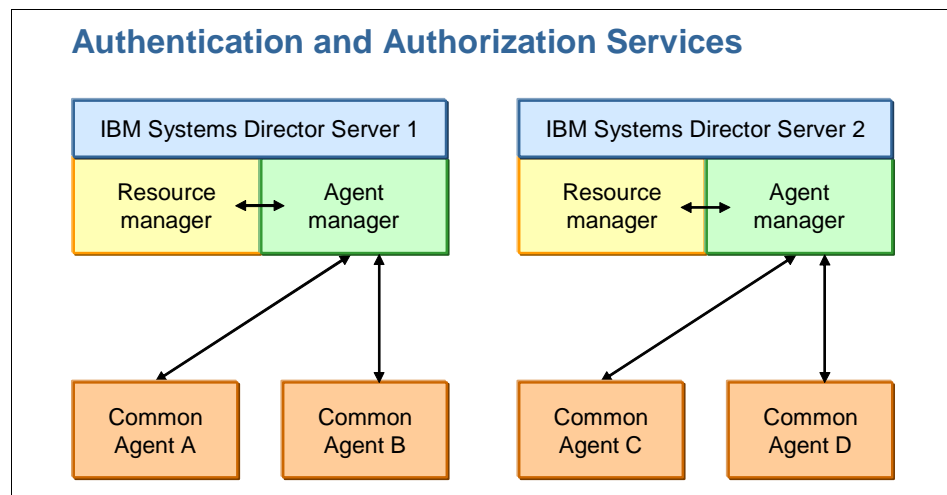 Authentication and Authorization Services
IBM Systems Director Server 1
Resource
manager
Agent
manager
Common
Agent A
Common
Agent B
IBM Systems Director Server 2
Resource
manager
Agent
manager
Common
Agent C
Common
Agent D